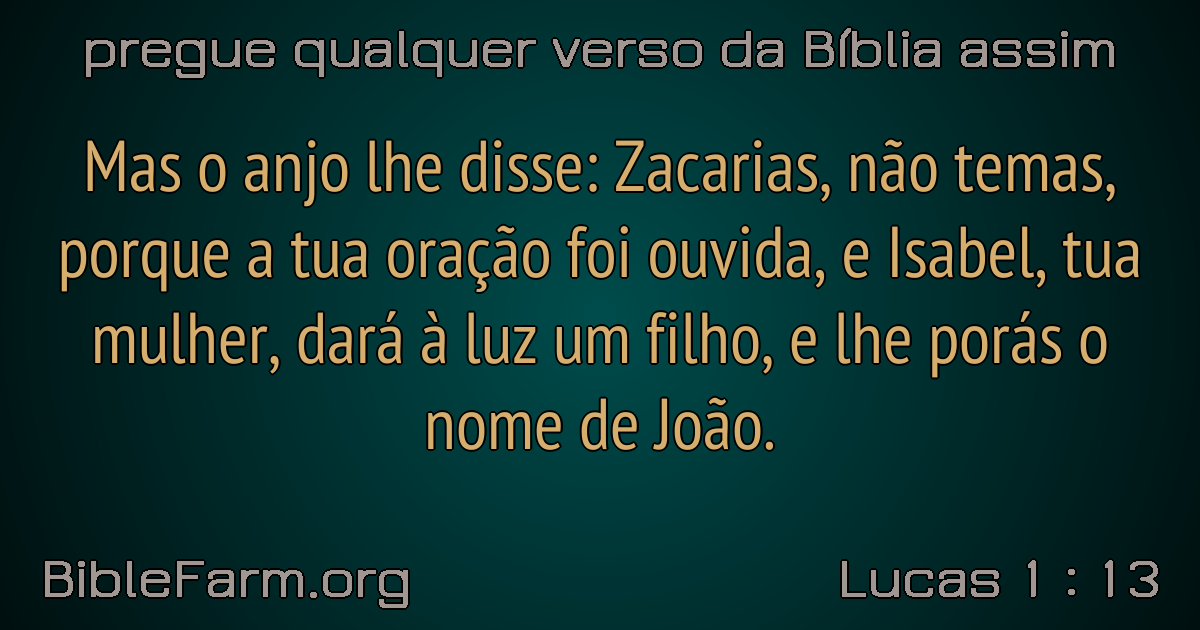 pregue qualquer verso da Bíblia assim
Mas o anjo lhe disse: Zacarias, não temas,
porque a tua oração foi ouvida, e Isabel, tua
mulher, dará à luz um filho, e lhe porás o
nome de João.
BibleFarm.org
Lucas 1 : 13